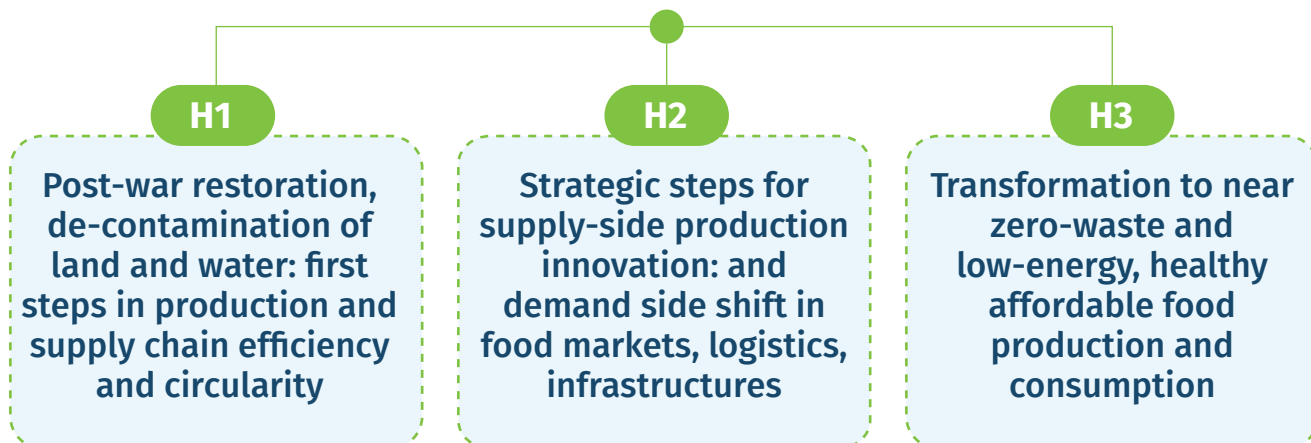 H1
Post-war restoration,
de-contamination of
land and water: first
steps in production and
supply chain efficiency
and circularity
H2
Strategic steps for
supply-side production
innovation: and
demand side shift in
food markets, logistics,
infrastructures
H3
Transformation to near
zero-waste and
low-energy, healthy
affordable food
production and
consumption